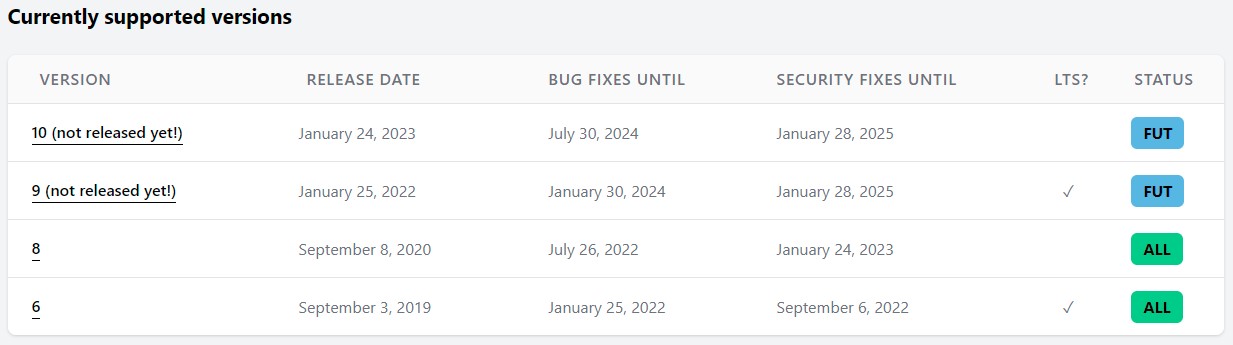 Currently supported versions
VERSION RELEASE DATE BUG FIXES UNTIL SECURITY FIXES UNTIL LTS? STATUS
10 (not released yet!) January 24, 2023 July 30, 2024 January 28, 2025 FUT
9 (not released yet!) January 25, 2022 January 30, 2024 January 28, 2025 ✓ FUT
8 September 8, 2020 July 26, 2022 January 24, 2023 ALL
6 September 3, 2019 January 25, 2022 September 6, 2022 ✓ ALL